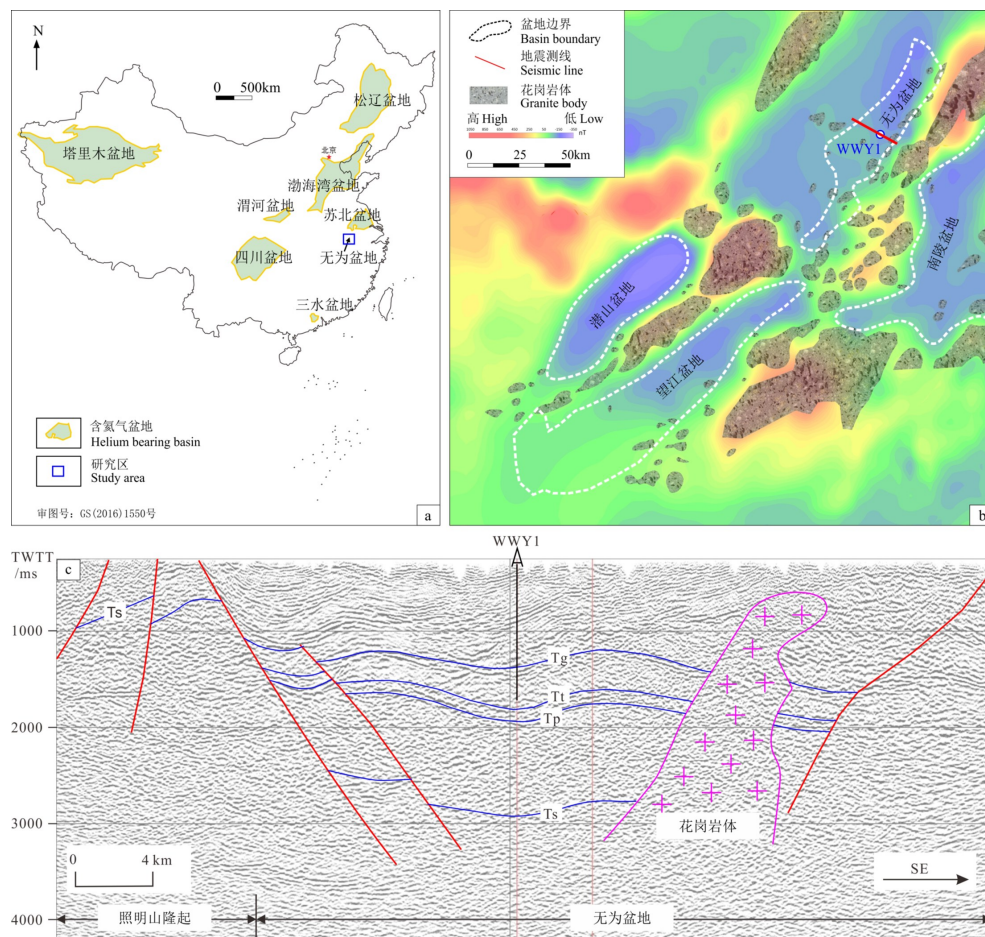 N
0 500km
松辽盆地
塔里木盆地
北京
渤海湾盆地
渭河盆地
苏北盆地
四川盆地
无为盆地
三水盆地
含氦气盆地
Helium bearing basin
研究区
Study area
审图号：GS(2016)1550号
a
盆地边界
Basin boundary
地震测线
Seismic line
花岗岩体
Granite body
高 High 低 Low
nT
0 25 50km
无为盆地
WWY1
南陵盆地
潜山盆地
望江盆地
b
TWTT
/ms
c
WWY1
Ts
1000
Tg
Tt
Tp
2000
Ts
3000
花岗岩体
0 4 km
SE
4000
照明山隆起
无为盆地